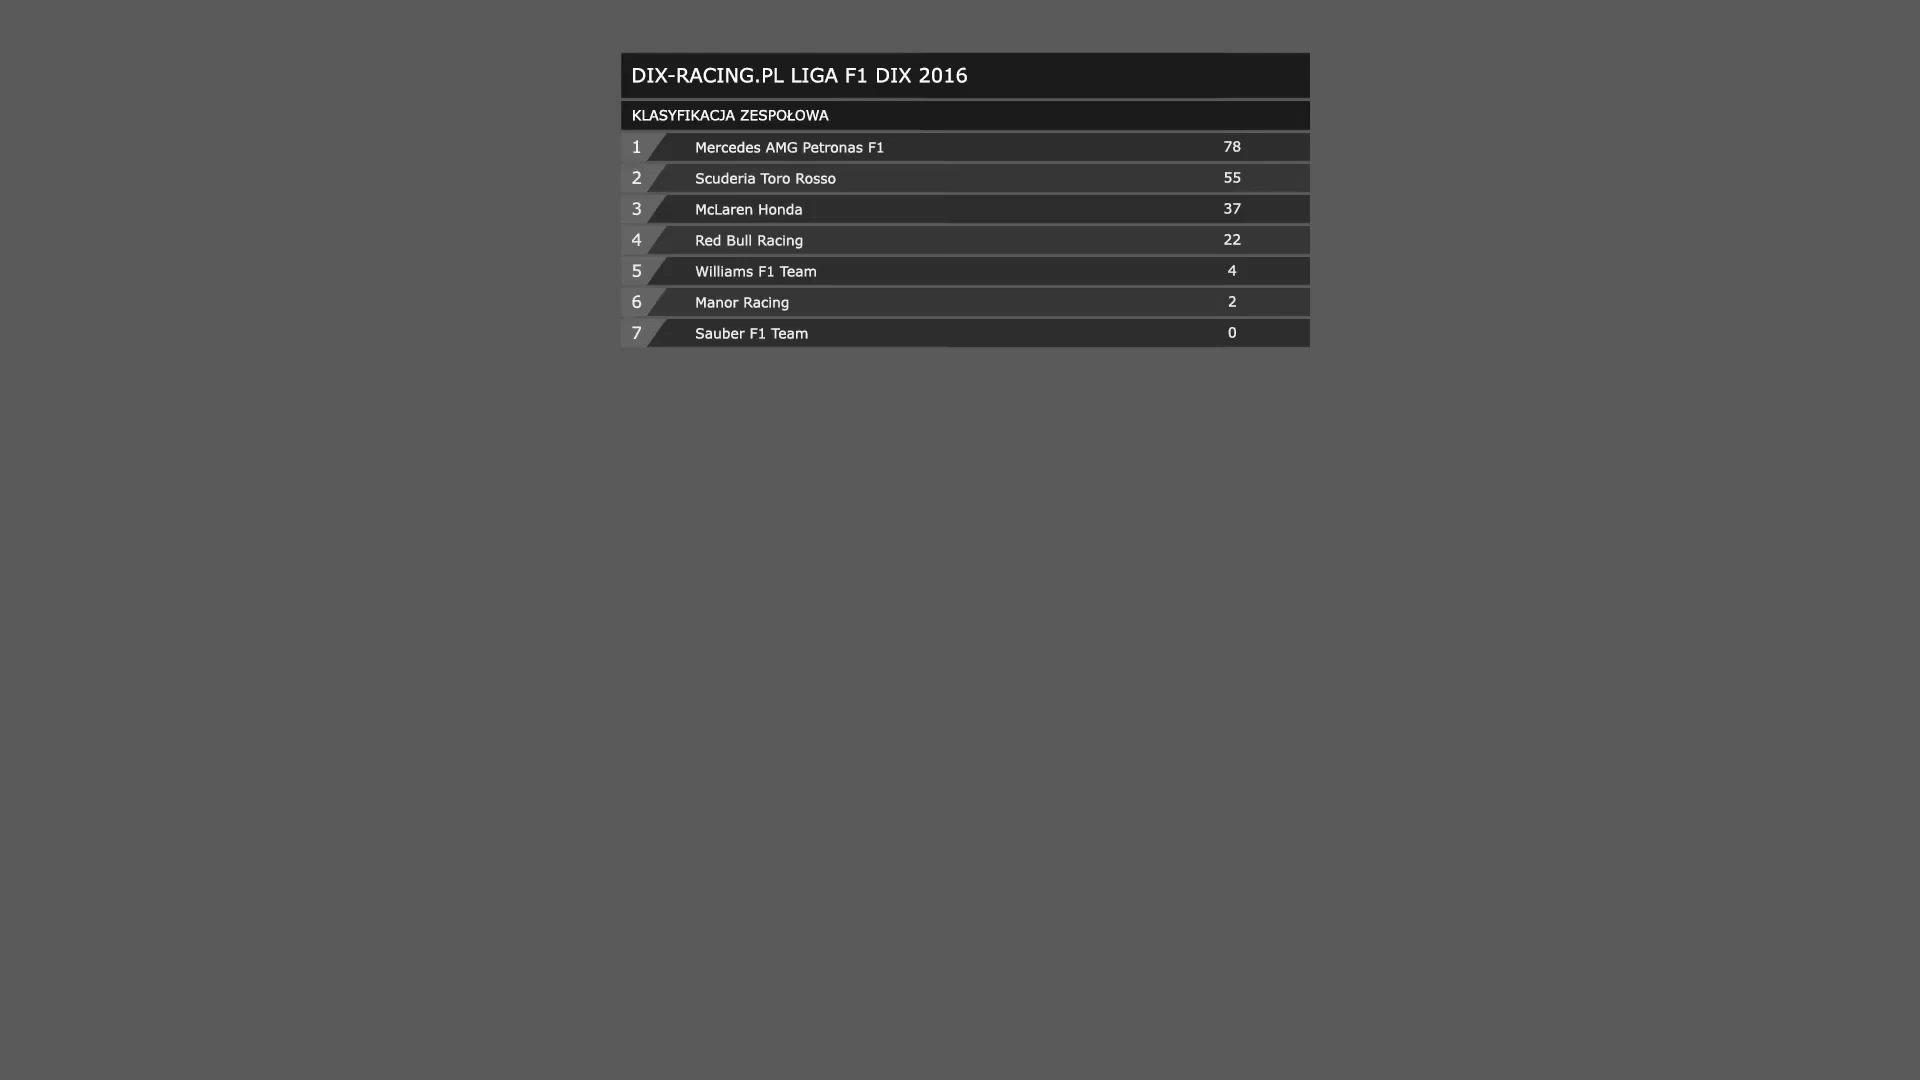 DIX-RACING.PL LIGA F1 DIX 2016
KLASYFIKACJA ZESPOŁOWA
1 Mercedes AMG Petronas F1 78
2 Scuderia Toro Rosso 55
3 McLaren Honda 37
4 Red Bull Racing 22
5 Williams F1 Team 4
6 Manor Racing 2
7 Sauber F1 Team 0